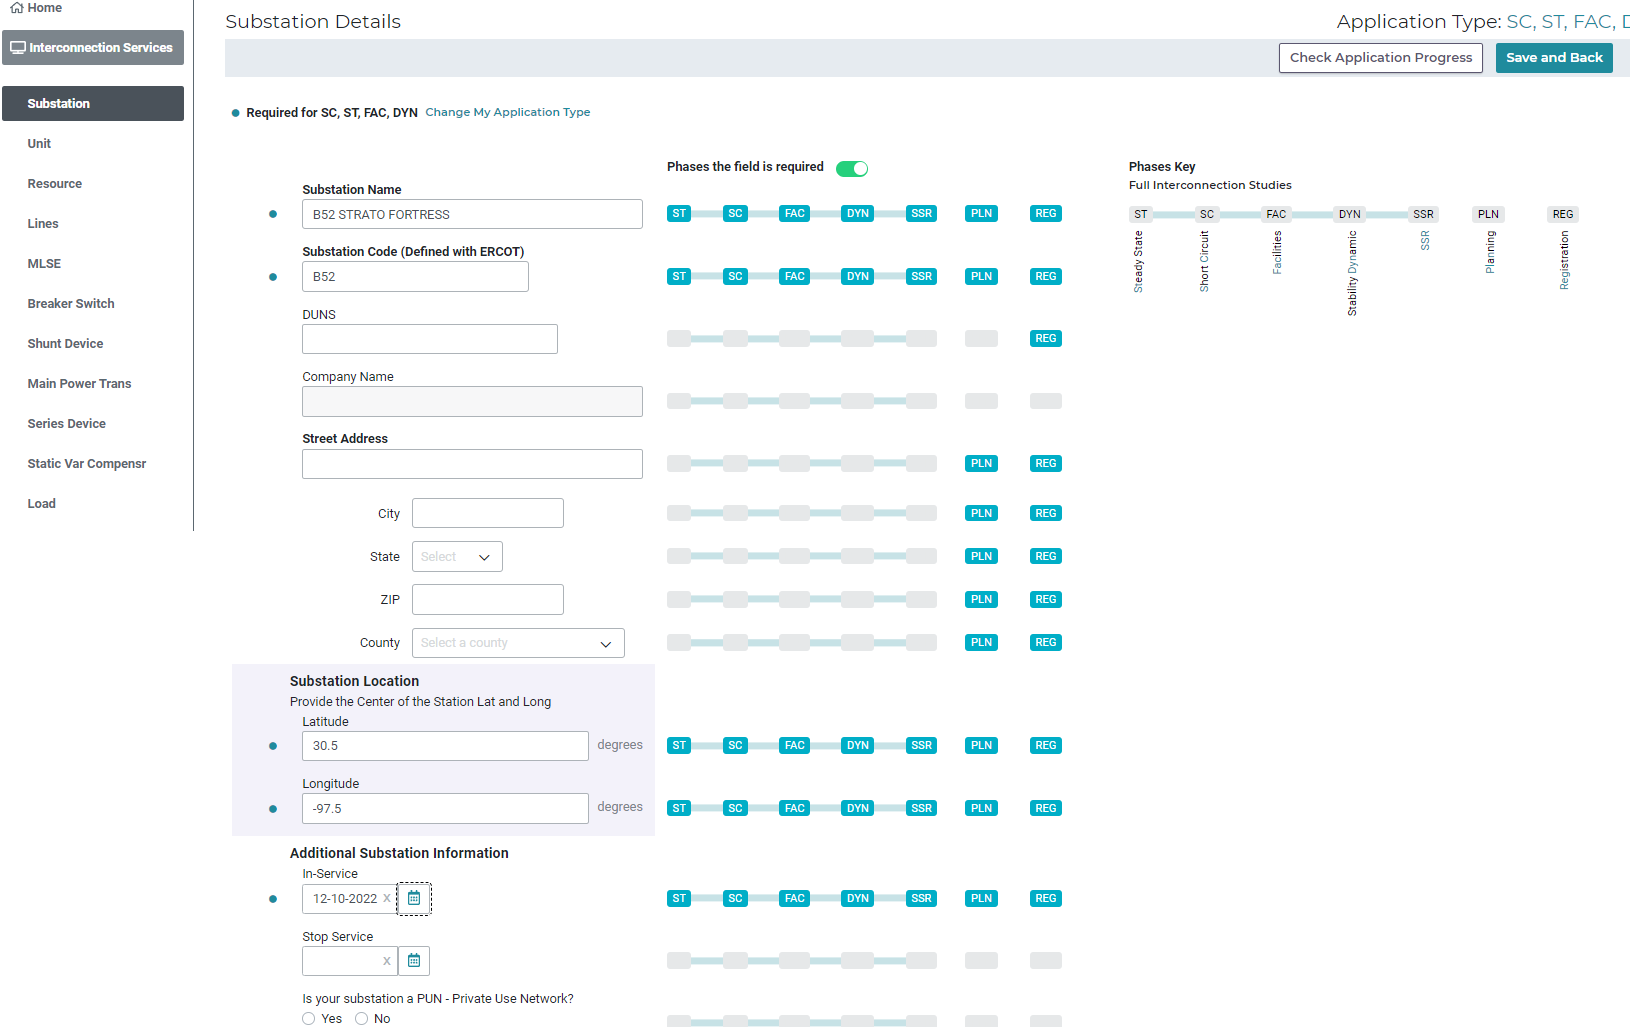 Home
Interconnection Services
Substation
Unit
Resource
Lines
MLSE
Breaker Switch
Shunt Device
Main Power Trans
Series Device
Static Var Compensr
Load
Substation Details
Application Type: SC, ST, FAC, D
Check Application Progress
Save and Back
Required for SC, ST, FAC, DYN Change My Application Type
Phases the field is required
Phases Key
Full Interconnection Studies
ST SC FAC DYN SSR PLN REG
Steady State
Short Circuit
Facilities
Stability Dynamic
SSR
Planning
Registration
Substation Name
B52 STRATO FORTRESS
ST SC FAC DYN SSR PLN REG
Substation Code (Defined with ERCOT)
B52
ST SC FAC DYN SSR PLN REG
DUNS
REG
Company Name
Street Address
PLN REG
City
PLN REG
State Select
PLN REG
ZIP
PLN REG
County Select a county
PLN REG
Substation Location
Provide the Center of the Station Lat and Long
Latitude
30.5 degrees
ST SC FAC DYN SSR PLN REG
Longitude
-97.5 degrees
ST SC FAC DYN SSR PLN REG
Additional Substation Information
In-Service
12-10-2022 x
ST SC FAC DYN SSR PLN REG
Stop Service
x
Is your substation a PUN - Private Use Network?
Yes No